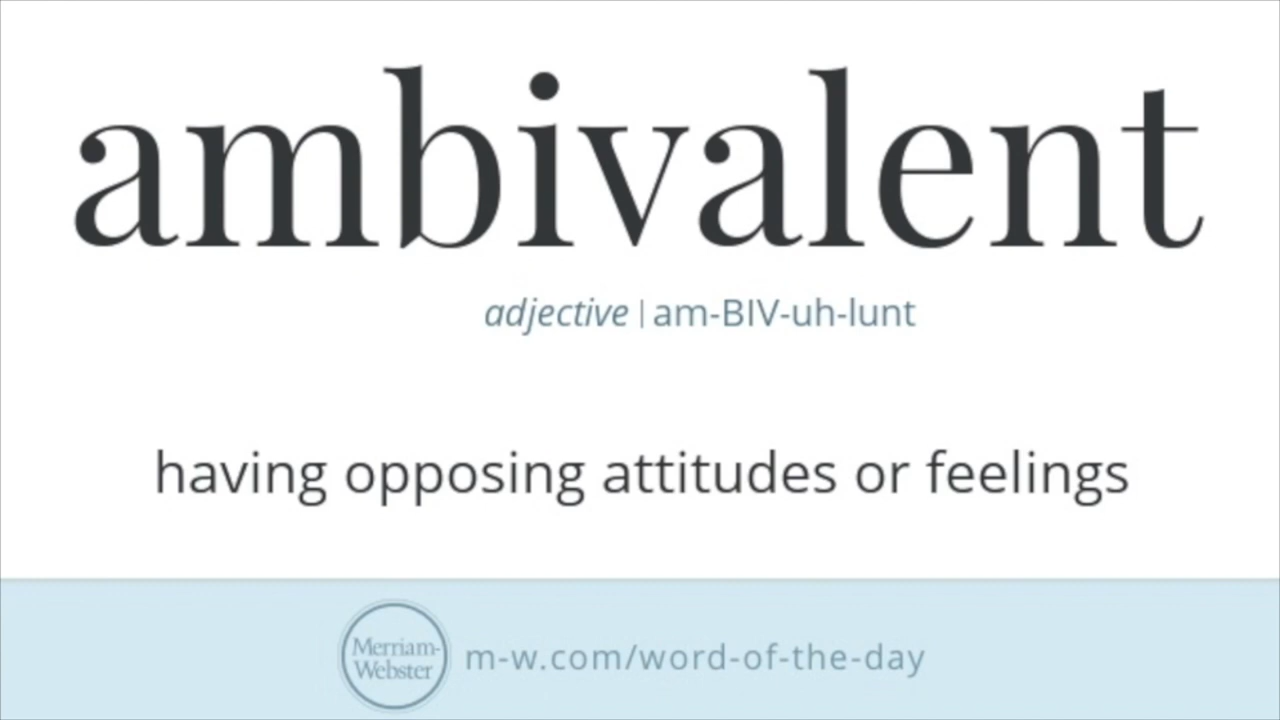 ambivalent
adjective | am-BIV-uh-lunt
having opposing attitudes or feelings
Merriam-
Webster
m-w.com/word-of-the-day